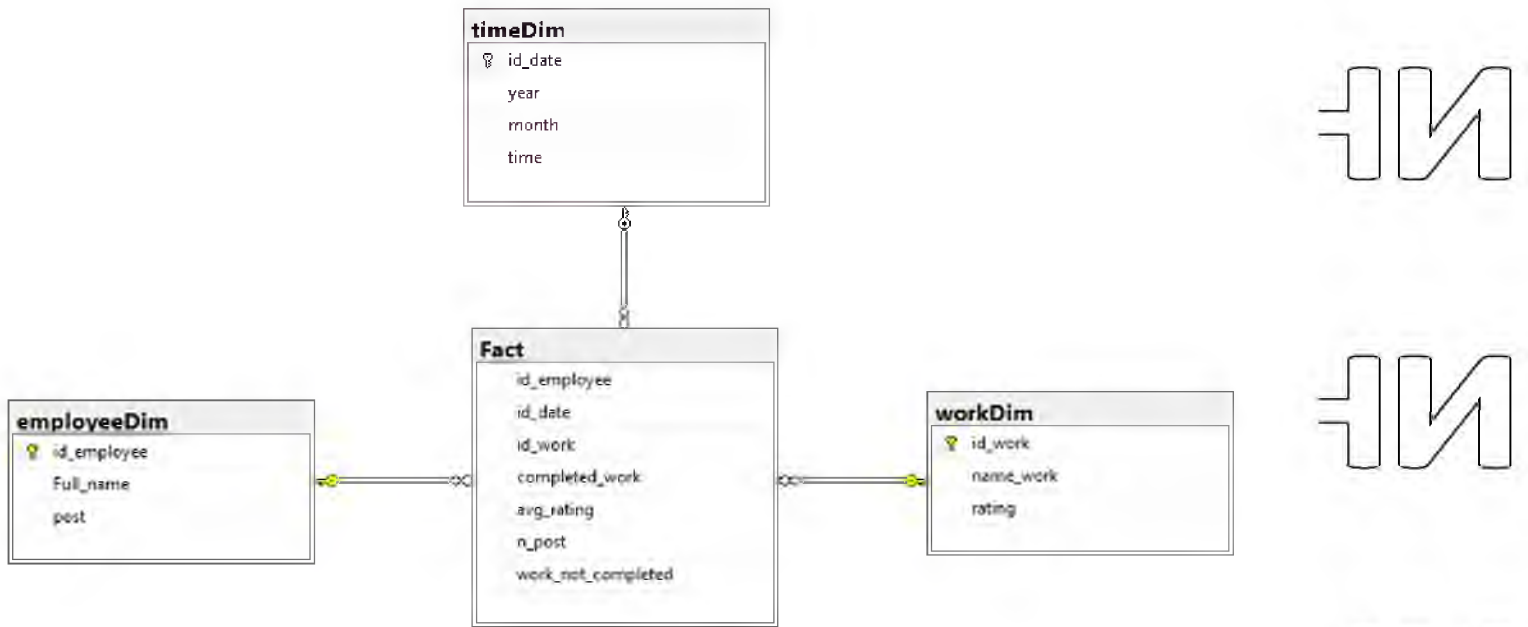 timeDim
id_date
year
month
time
Fact
id_employee
id_date
id_work
completed_work
avg_rating
n_post
work_not_completed
employeeDim
id_employee
Full_name
post
workDim
id_work
name_work
rating